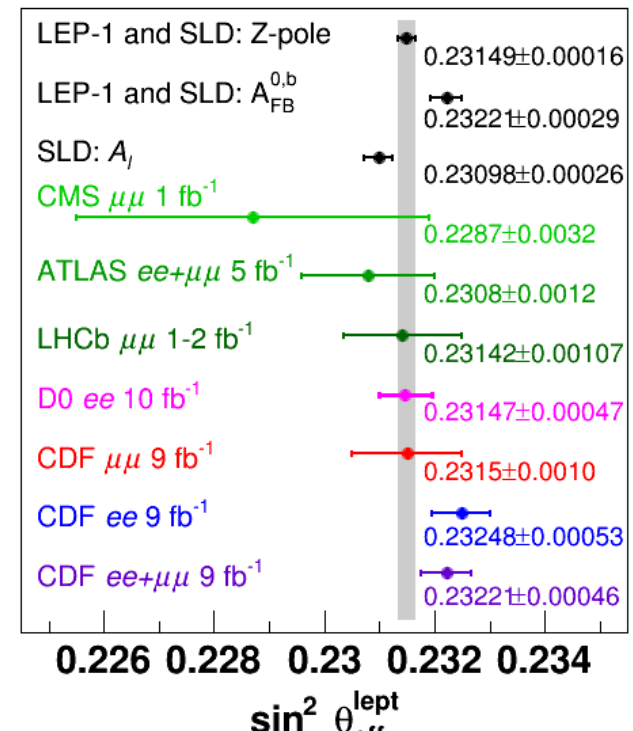 LEP-1 and SLD: Z-pole
0.23149±0.00016
LEP-1 and SLD: A^{0,b}_{FB}
0.23221±0.00029
SLD: A_l
0.23098±0.00026
CMS μμ 1 fb⁻¹
0.2287±0.0032
ATLAS ee+μμ 5 fb⁻¹
0.2308±0.0012
LHCb μμ 1-2 fb⁻¹
0.23142±0.00107
D0 ee 10 fb⁻¹
0.23147±0.00047
CDF μμ 9 fb⁻¹
0.2315±0.0010
CDF ee 9 fb⁻¹
0.23248±0.00053
CDF ee+μμ 9 fb⁻¹
0.23221±0.00046
0.226 0.228 0.23 0.232 0.234
sin² θ^{lept}